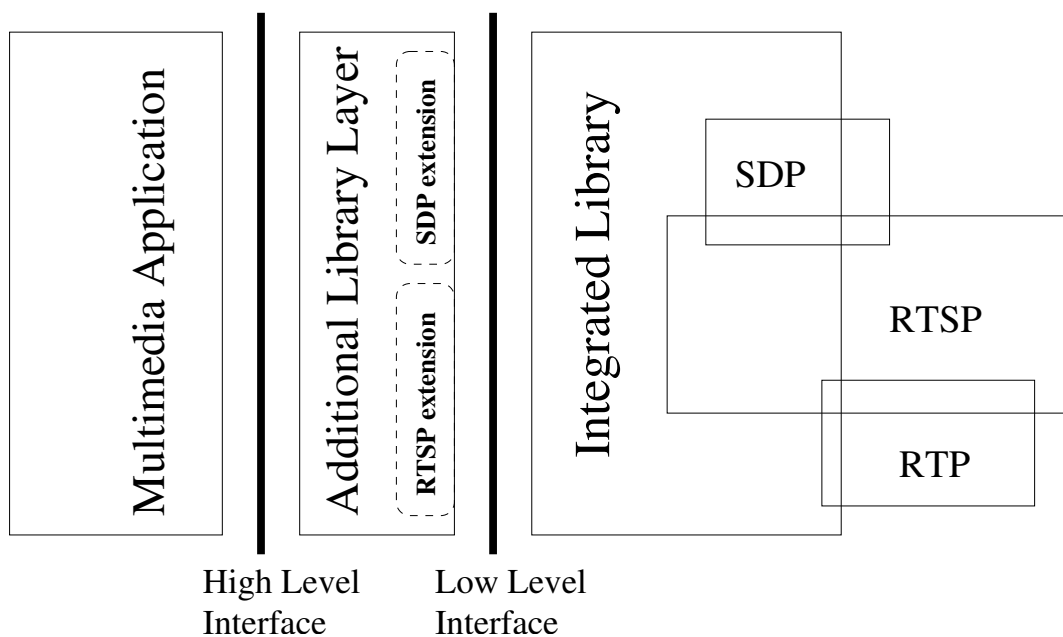 Multimedia Application
Additional Library Layer
SDP extension
RTSP extension
Integrated Library
SDP
RTSP
RTP
High Level
Interface
Low Level
Interface